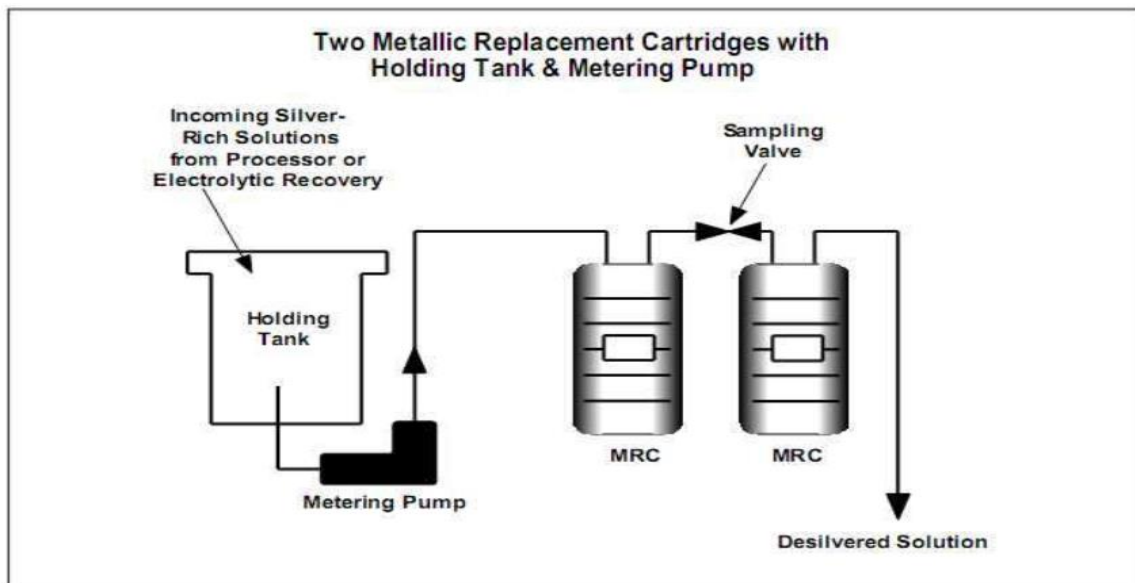 Two Metallic Replacement Cartridges with
Holding Tank & Metering Pump
Incoming Silver-
Rich Solutions
from Processor or
Electrolytic Recovery
Sampling
Valve
Holding
Tank
MRC
MRC
Metering Pump
Desilvered Solution